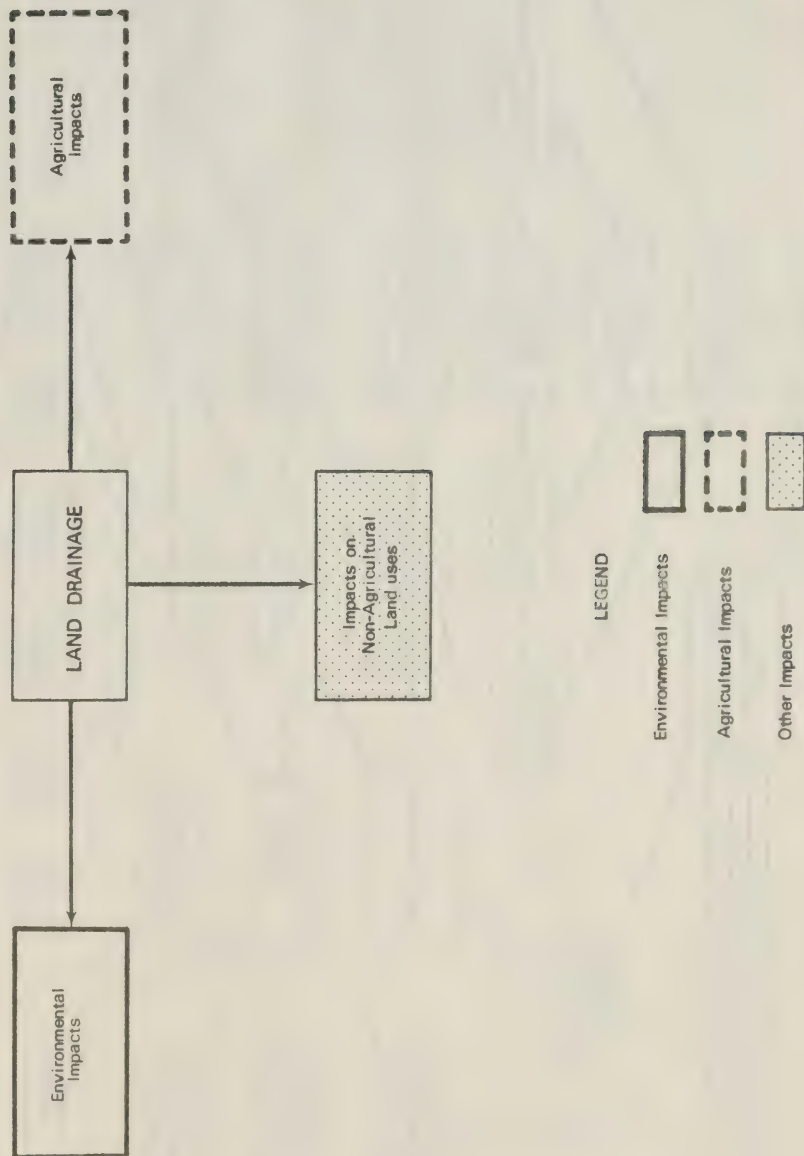 Environmental
Impacts
LAND DRAINAGE
Agricultural
Impacts
Impacts on
Non-Agricultural
Land uses
LEGEND
Environmental Impacts
Agricultural Impacts
Other Impacts